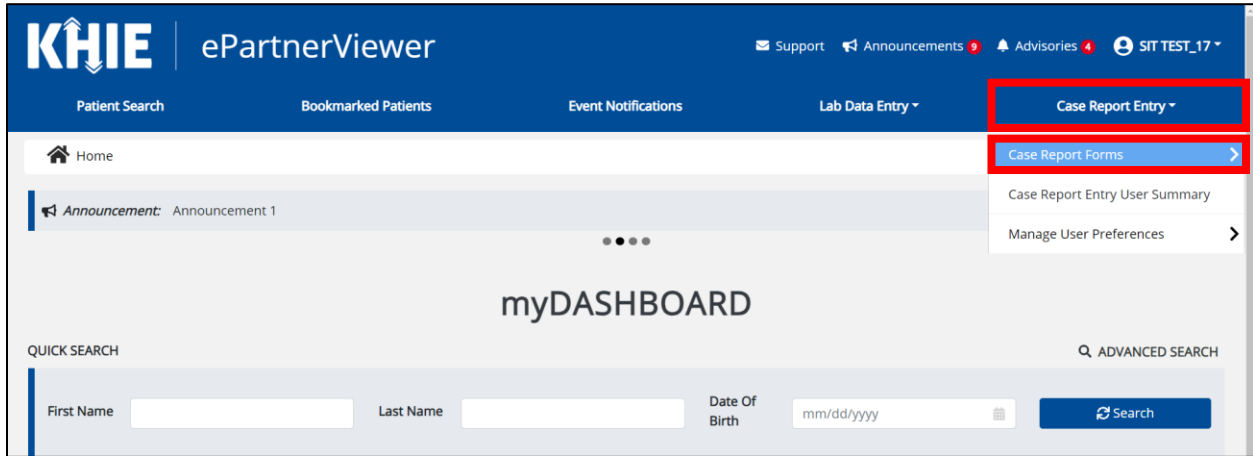 KHIE ePartnerViewer
Support Announcements 9 Advisories 4 SIT TEST_17
Patient Search Bookmarked Patients Event Notifications Lab Data Entry Case Report Entry
Home
Case Report Forms
Case Report Entry User Summary
Manage User Preferences
Announcement: Announcement 1
myDASHBOARD
QUICK SEARCH ADVANCED SEARCH
First Name Last Name Date Of
Birth mm/dd/yyyy Search